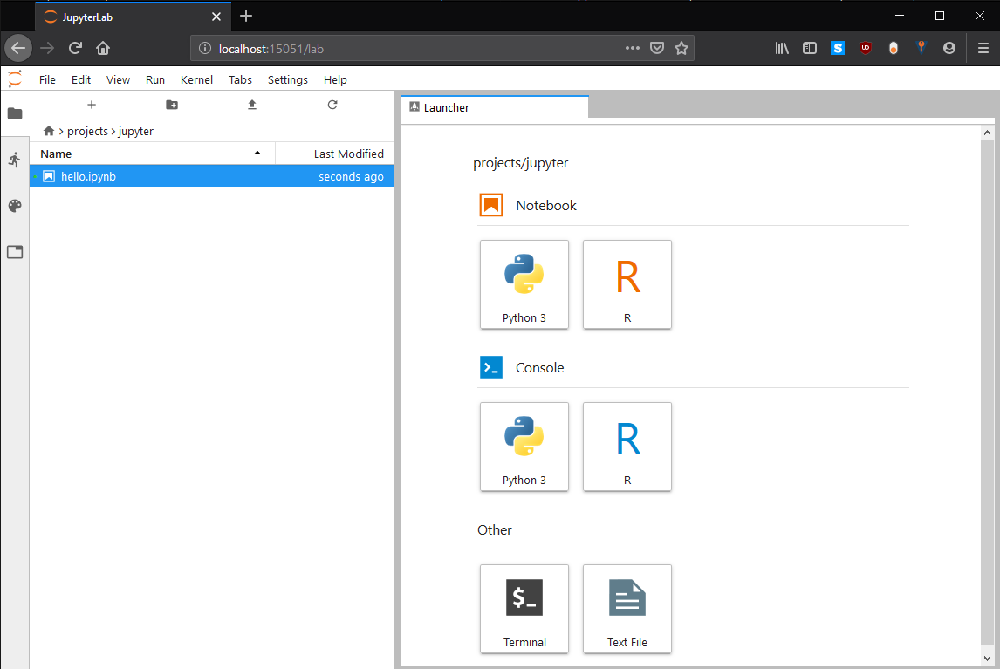 JupyterLab
localhost:15051/lab
File Edit View Run Kernel Tabs Settings Help
projects jupyter
Name Last Modified
hello.ipynb seconds ago
Launcher
projects/jupyter
Notebook
Python 3 R
R
Console
Python 3 R
R
Other
$_
Terminal Text File